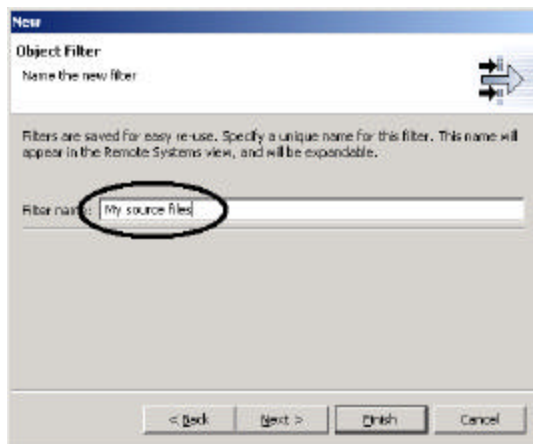 New
Object Filter
Name the new filter
Filters are saved for easy re-use. Specify a unique name for this filter. This name will
appear in the Remote Systems view, and will be expandable.
Filter name: My source files
< Back Next > Finish Cancel